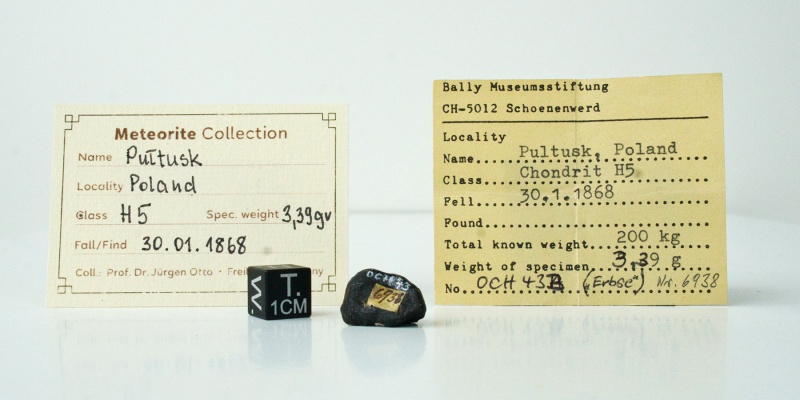 Meteorite Collection
Name Pułtusk
Locality Poland
Class H5 Spec. weight 3,39gr
Fall/Find 30.01.1868
Coll.: Prof. Dr. Jürgen Otto
T.
1CM
6938
Bally Museumsstiftung
CH-5012 Schoenenwerd
Locality
Name Pultusk, Poland
Class Chondrit H5
Fell 30.1.1868
Found
Total known weight 200 kg
Weight of specimen 3,39 g
No. OCH 43B („Erbse“) Nr. 6938